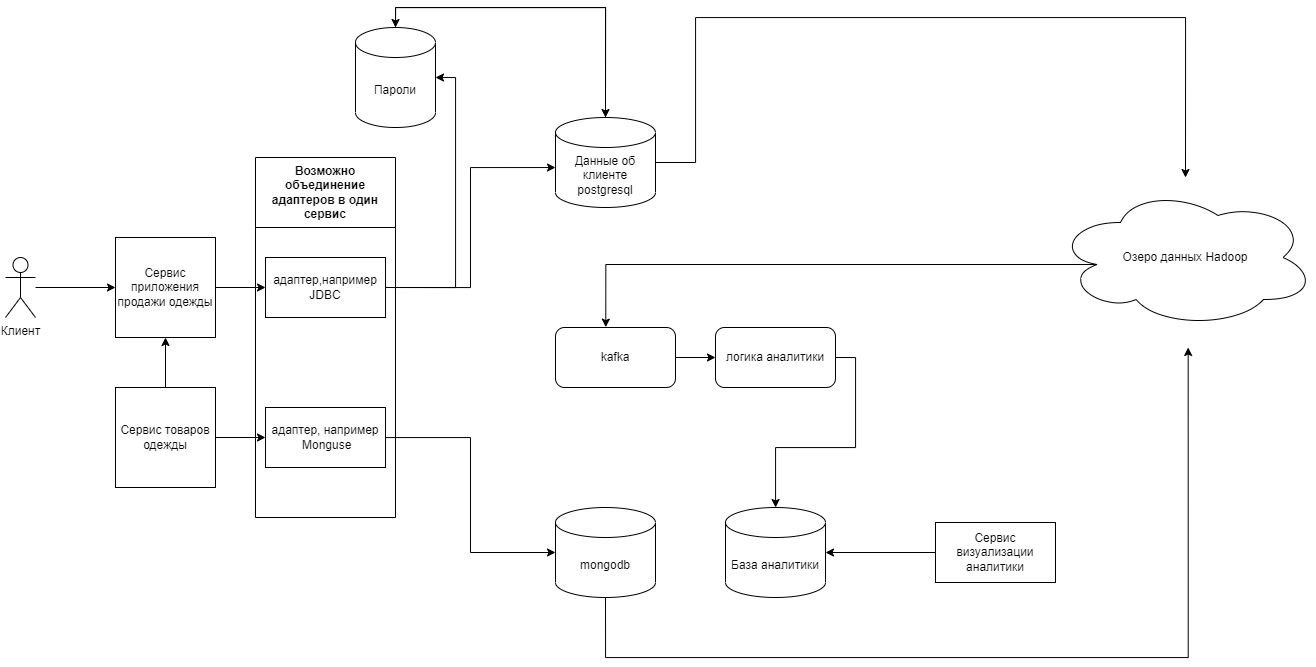 Пароли
Данные об
клиенте
postgresql
Возможно
объединение
адаптеров в один
сервис
Озеро данных Hadoop
Сервис
приложения
продажи одежды
адаптер,например
JDBC
Клиент
kafka
логика аналитики
Сервис товаров
одежды
адаптер, например
Monguse
mongodb
База аналитики
Сервис
визуализации
аналитики